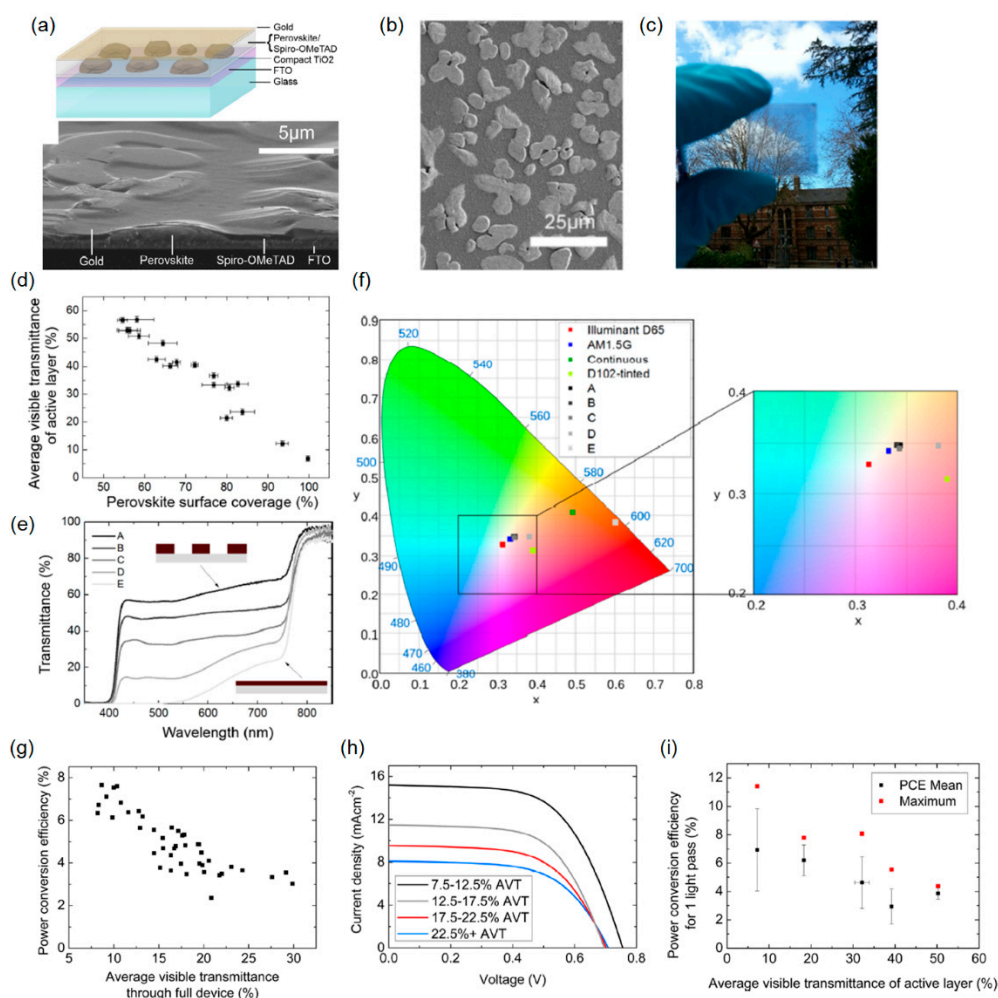 (a)
Gold
Perovskite/
Spiro-OMeTAD
Compact TiO2
FTO
Glass
5µm
Gold Perovskite Spiro-OMeTAD FTO
(b)
25µm
(c)
(d)
Average visible transmittance
of active layer (%)
60
50
40
30
20
10
0
50 60 70 80 90 100
Perovskite surface coverage (%)
(e)
Transmittance (%)
100
80
60
40
20
0
A
B
C
D
E
400 500 600 700 800
Wavelength (nm)
(f)
y
0.9
0.8
0.7
0.6
0.5
0.4
0.3
0.2
0.1
0.0
0.0 0.1 0.2 0.3 0.4 0.5 0.6 0.7 0.8
x
520
540
560
500
580
600
620
700
490
480
470
460
380
Illuminant D65
AM1.5G
Continuous
D102-tinted
A
B
C
D
E
0.4
y
0.3
0.2
0.2 0.3 0.4
x
(g)
Power conversion efficiency (%)
8
6
4
2
0
5 10 15 20 25 30
Average visible transmittance
through full device (%)
(h)
Current density (mAcm-2)
16
12
8
4
0
7.5-12.5% AVT
12.5-17.5% AVT
17.5-22.5% AVT
22.5%+ AVT
0.0 0.2 0.4 0.6 0.8
Voltage (V)
(i)
Power conversion efficiency
for 1 light pass (%)
12
10
8
6
4
2
0
PCE Mean
Maximum
0 10 20 30 40 50 60
Average visible transmittance of active layer (%)